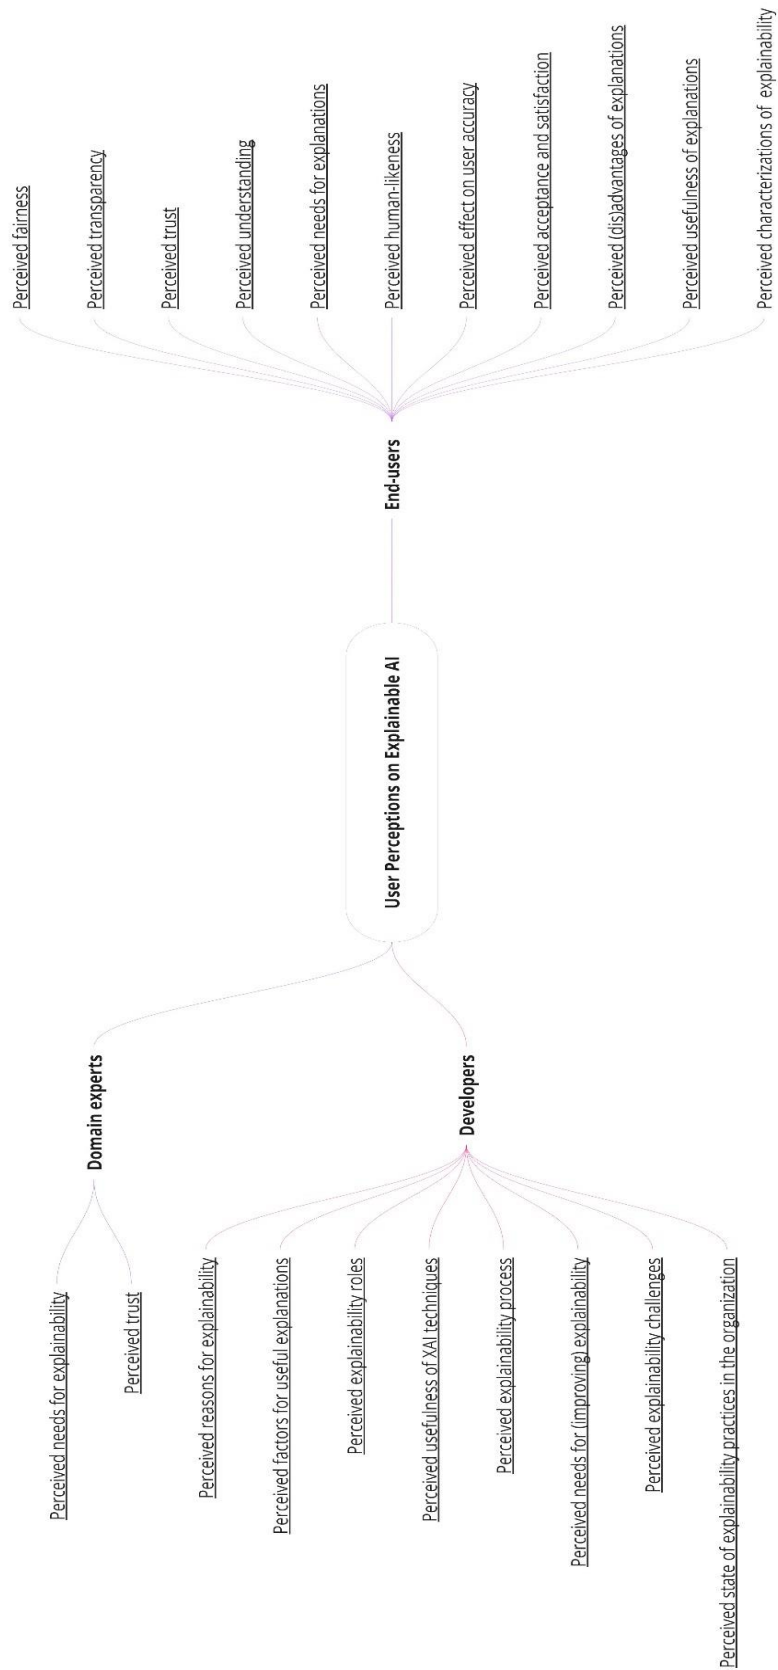 Domain experts
Perceived needs for explainability
Perceived trust
Developers
Perceived reasons for explainability
Perceived factors for useful explanations
Perceived explainability roles
Perceived usefulness of XAI techniques
Perceived explainability process
Perceived needs for (improving) explainability
Perceived explainability challenges
Perceived state of explainability practices in the organization
User Perceptions on Explainable AI
End-users
Perceived fairness
Perceived transparency
Perceived trust
Perceived understanding
Perceived needs for explanations
Perceived human-likeness
Perceived effect on user accuracy
Perceived acceptance and satisfaction
Perceived (dis)advantages of explanations
Perceived usefulness of explanations
Perceived characterizations of explainability